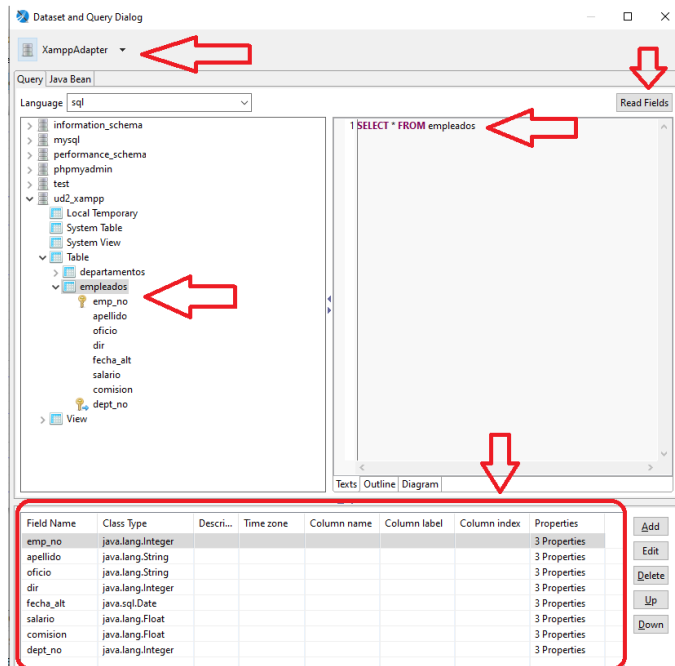 Dataset and Query Dialog
XamppAdapter
Query Java Bean
Language sql
Read Fields
information_schema
mysql
performance_schema
phpmyadmin
test
ud2_xampp
Local Temporary
System Table
System View
Table
departamentos
empleados
emp_no
apellido
oficio
dir
fecha_alt
salario
comision
dept_no
View
1 SELECT * FROM empleados
Texts Outline Diagram
Field Name Class Type Descri... Time zone Column name Column label Column index Properties
emp_no java.lang.Integer 3 Properties
apellido java.lang.String 3 Properties
oficio java.lang.String 3 Properties
dir java.lang.Integer 3 Properties
fecha_alt java.sql.Date 3 Properties
salario java.lang.Float 3 Properties
comision java.lang.Float 3 Properties
dept_no java.lang.Integer 3 Properties
Add
Edit
Delete
Up
Down